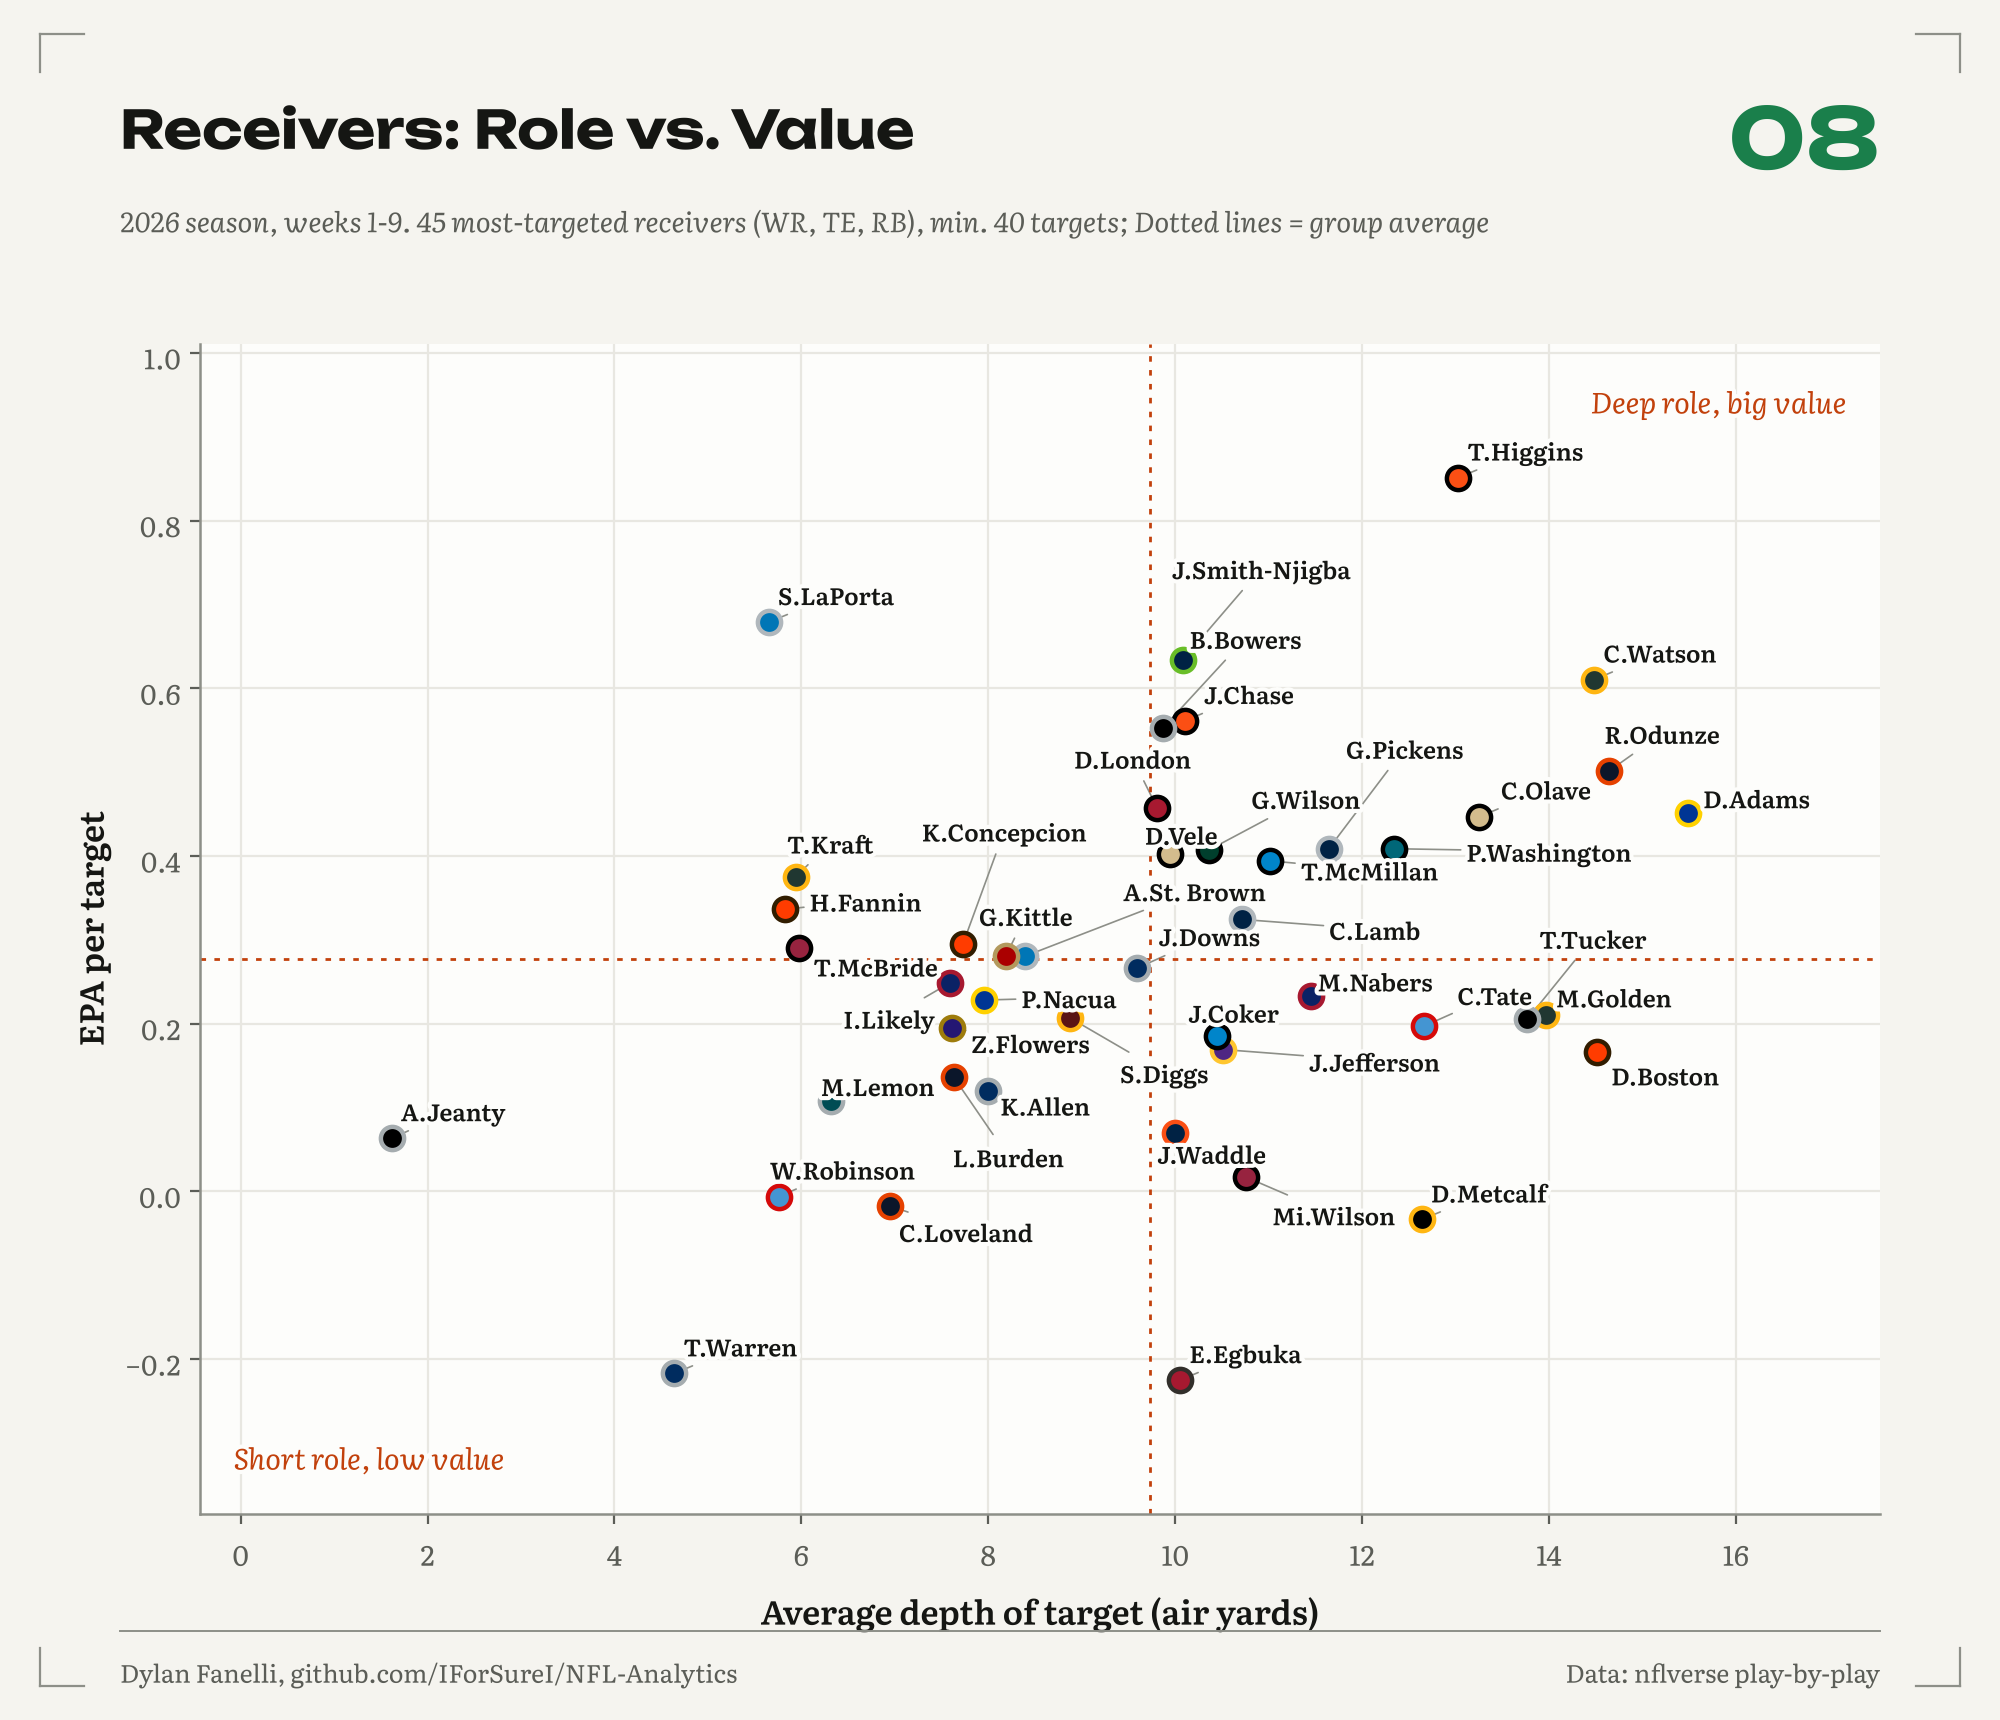 Receivers: Role vs. Value
08
2026 season, weeks 1-9. 45 most-targeted receivers (WR, TE, RB), min. 40 targets; Dotted lines = group average
1.0
0.8
0.6
0.4
0.2
0.0
−0.2
EPA per target
Deep role, big value
T.Higgins
J.Smith-Njigba
S.LaPorta
B.Bowers
C.Watson
J.Chase
R.Odunze
G.Pickens
D.London
C.Olave
D.Adams
G.Wilson
K.Concepcion
D.Vele
T.Kraft
P.Washington
T.McMillan
A.St. Brown
H.Fannin
G.Kittle
C.Lamb
J.Downs
T.Tucker
T.McBride
M.Nabers
C.Tate
M.Golden
P.Nacua
J.Coker
I.Likely
Z.Flowers
J.Jefferson
S.Diggs
D.Boston
M.Lemon
K.Allen
A.Jeanty
J.Waddle
L.Burden
W.Robinson
D.Metcalf
Mi.Wilson
C.Loveland
T.Warren
E.Egbuka
Short role, low value
0
2
4
6
8
10
12
14
16
Average depth of target (air yards)
Dylan Fanelli, github.com/IForSureI/NFL-Analytics
Data: nflverse play-by-play